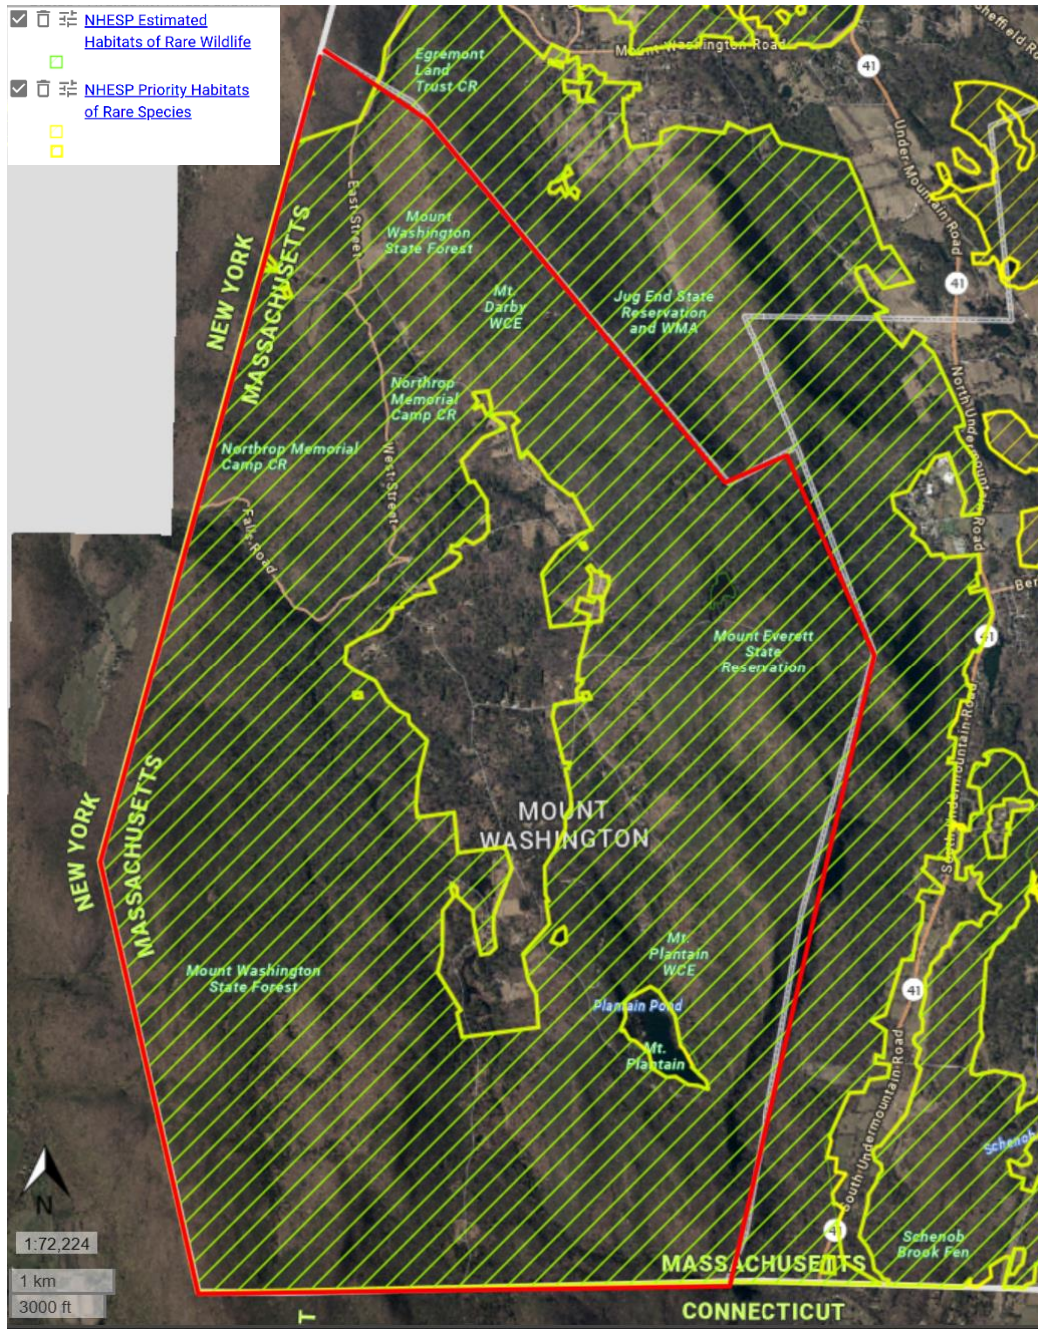 NHESP Estimated
Habitats of Rare Wildlife
NHESP Priority Habitats
of Rare Species
Egremont
Land
Trust CR
Mount Washington Road
Sheffield Ro
41
Under Mountain Road
East Street
Mount
Washington
State Forest
NEW YORK
MASSACHUSETTS
Mt.
Darby
WCE
Jug End State
Reservation
and WMA
41
Northrop
Memorial
Camp CR
North Undermountain Road
Northrop Memorial
Camp CR
West Street
Falls Road
Ber
Mount Everett
State
Reservation
41
South Undermountain Road
NEW YORK
MASSACHUSETTS
MOUNT
WASHINGTON
Mt.
Plantain
WCE
Mount Washington
State Forest
41
Plantain Pond
Mt.
Plantain
South Undermountain Road
Schenob
N
1:72,224
41
Schenob
Brook Fen
MASSACHUSETTS
1 km
3000 ft
T
CONNECTICUT